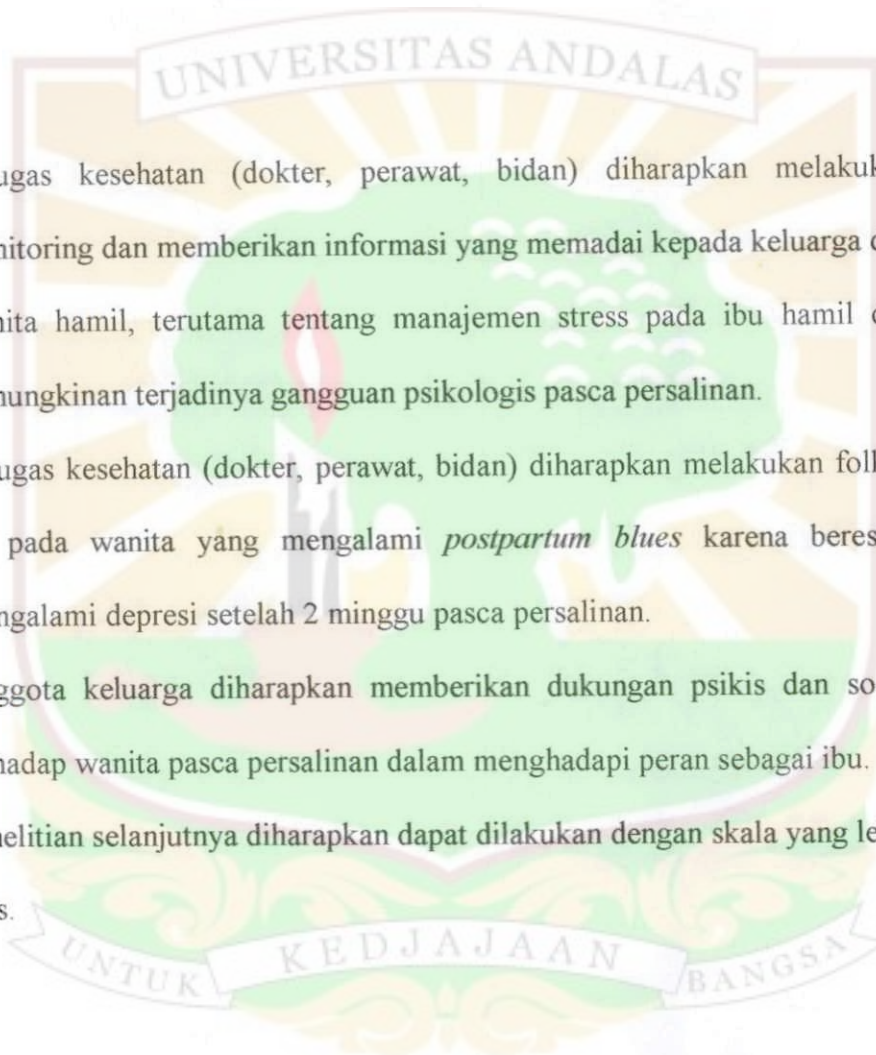 UNIVERSITAS ANDALAS
ugas kesehatan (dokter, perawat, bidan) diharapkan melakuk
nitoring dan memberikan informasi yang memadai kepada keluarga d
nita hamil, terutama tentang manajemen stress pada ibu hamil d
nungkinan terjadinya gangguan psikologis pasca persalinan.
ugas kesehatan (dokter, perawat, bidan) diharapkan melakukan foll
pada wanita yang mengalami postpartum blues karena beres
ngalami depresi setelah 2 minggu pasca persalinan.
ggota keluarga diharapkan memberikan dukungan psikis dan so
hadap wanita pasca persalinan dalam menghadapi peran sebagai ibu.
nelitian selanjutnya diharapkan dapat dilakukan dengan skala yang le
s.
UNTUK KEDJAJAAN BANGSA